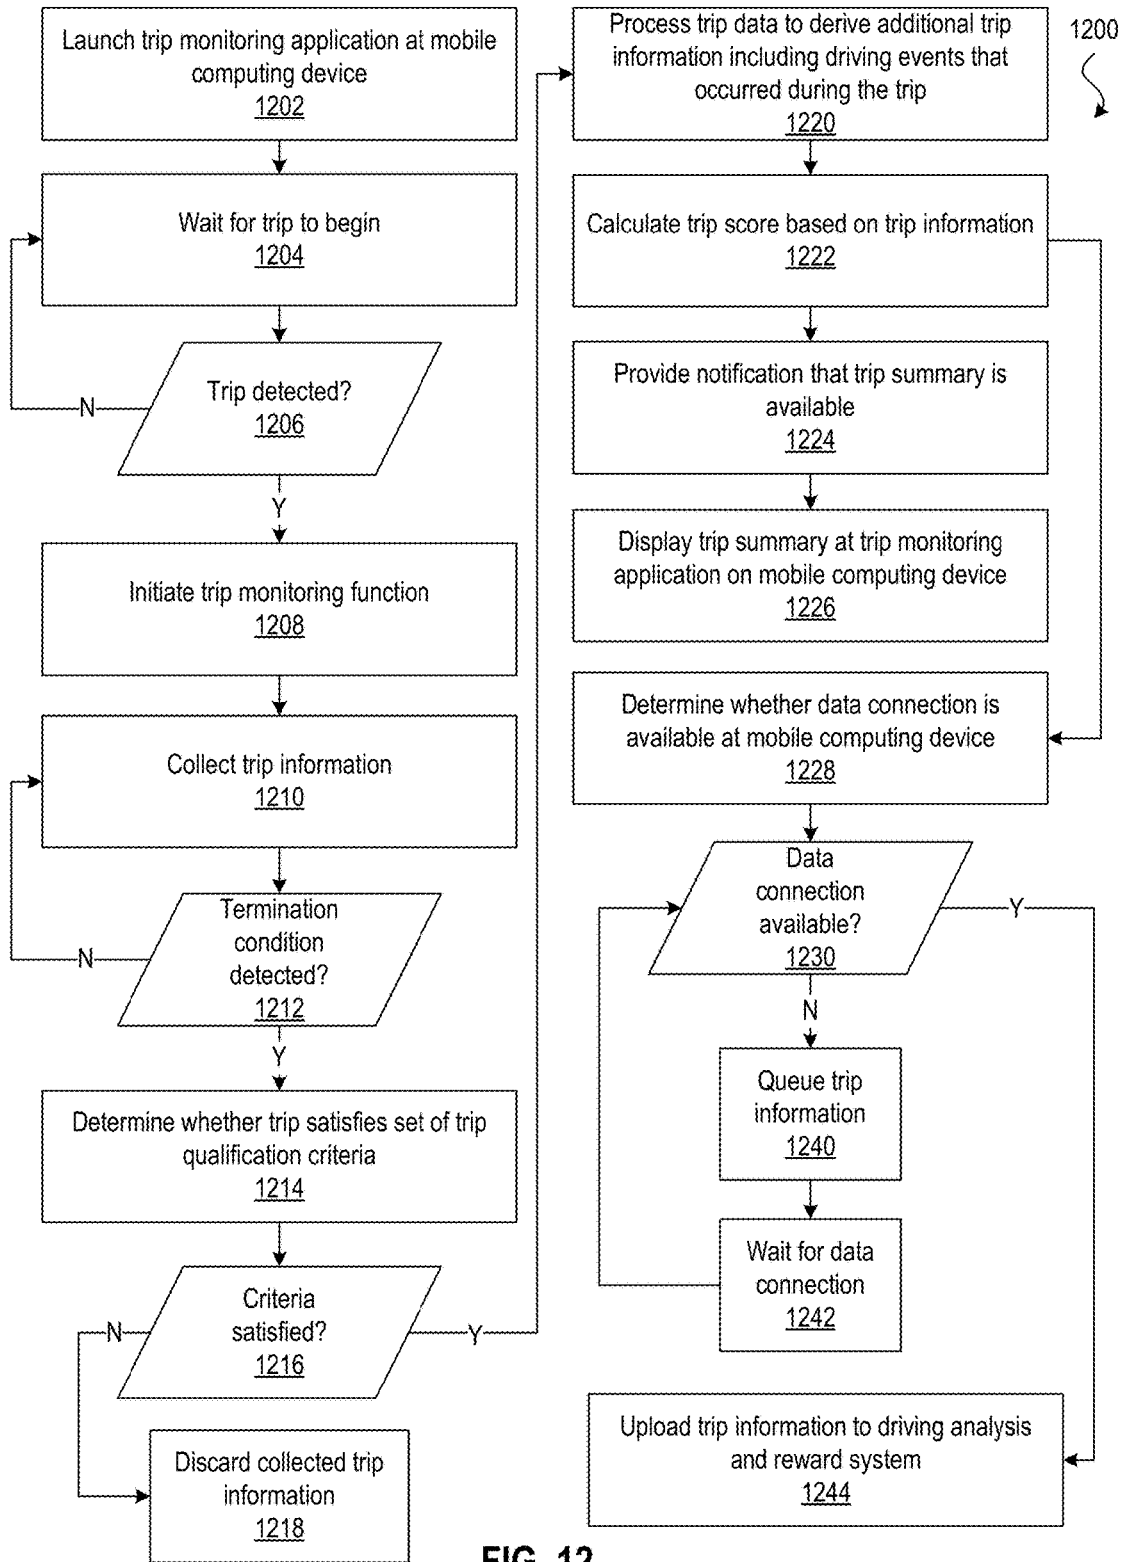 Launch trip monitoring application at mobile
computing device
1202
Wait for trip to begin
1204
Trip detected?
1206
N
Y
Initiate trip monitoring function
1208
Collect trip information
1210
Termination
condition
detected?
1212
N
Y
Determine whether trip satisfies set of trip
qualification criteria
1214
Criteria
satisfied?
1216
N
Y
Discard collected trip
information
1218
Process trip data to derive additional trip
information including driving events that
occurred during the trip
1220
1200
Calculate trip score based on trip information
1222
Provide notification that trip summary is
available
1224
Display trip summary at trip monitoring
application on mobile computing device
1226
Determine whether data connection is
available at mobile computing device
1228
Data
connection
available?
1230
Y
N
Queue trip
information
1240
Wait for data
connection
1242
Upload trip information to driving analysis
and reward system
1244
FIG. 12